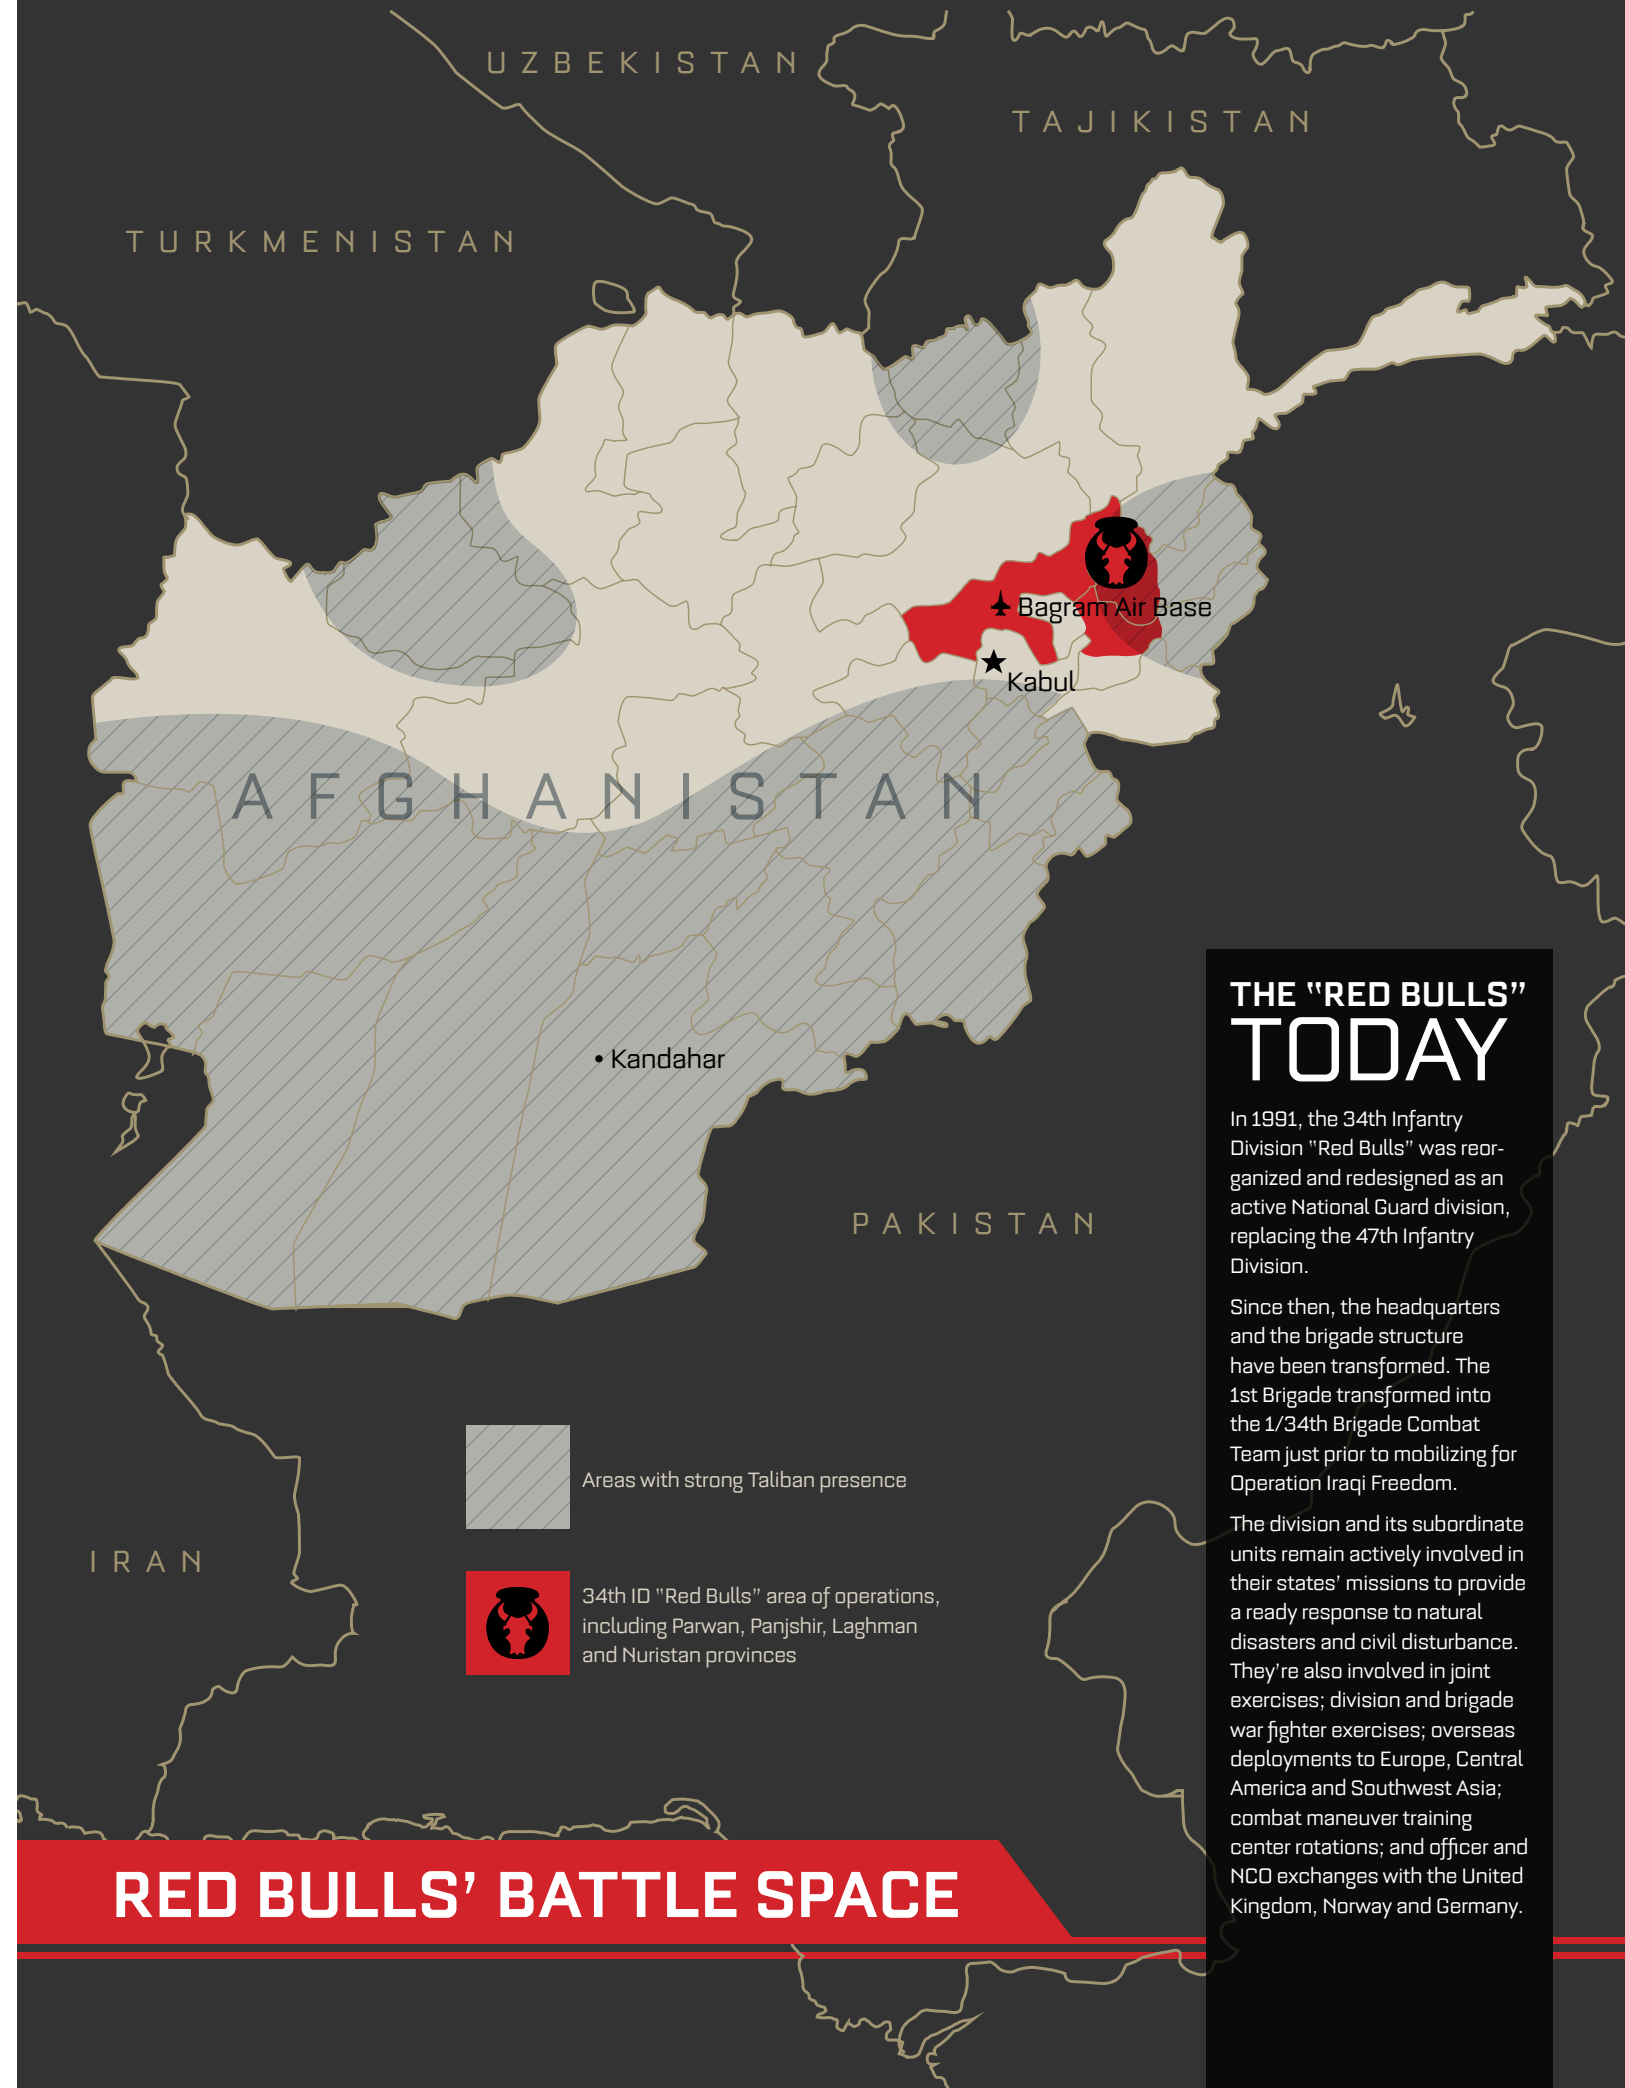 UZBEKISTAN
TAJIKISTAN
TURKMENISTAN
Bagram Air Base
Kabul
AFGHANISTAN
Kandahar
PAKISTAN
IRAN
Areas with strong Taliban presence
34th ID "Red Bulls" area of operations,
including Parwan, Panjshir, Laghman
and Nuristan provinces
RED BULLS' BATTLE SPACE
THE "RED BULLS"
TODAY
In 1991, the 34th Infantry
Division "Red Bulls" was reor-
ganized and redesigned as an
active National Guard division,
replacing the 47th Infantry
Division.
Since then, the headquarters
and the brigade structure
have been transformed. The
1st Brigade transformed into
the 1/34th Brigade Combat
Team just prior to mobilizing for
Operation Iraqi Freedom.
The division and its subordinate
units remain actively involved in
their states' missions to provide
a ready response to natural
disasters and civil disturbance.
They're also involved in joint
exercises; division and brigade
war fighter exercises; overseas
deployments to Europe, Central
America and Southwest Asia;
combat maneuver training
center rotations; and officer and
NCO exchanges with the United
Kingdom, Norway and Germany.